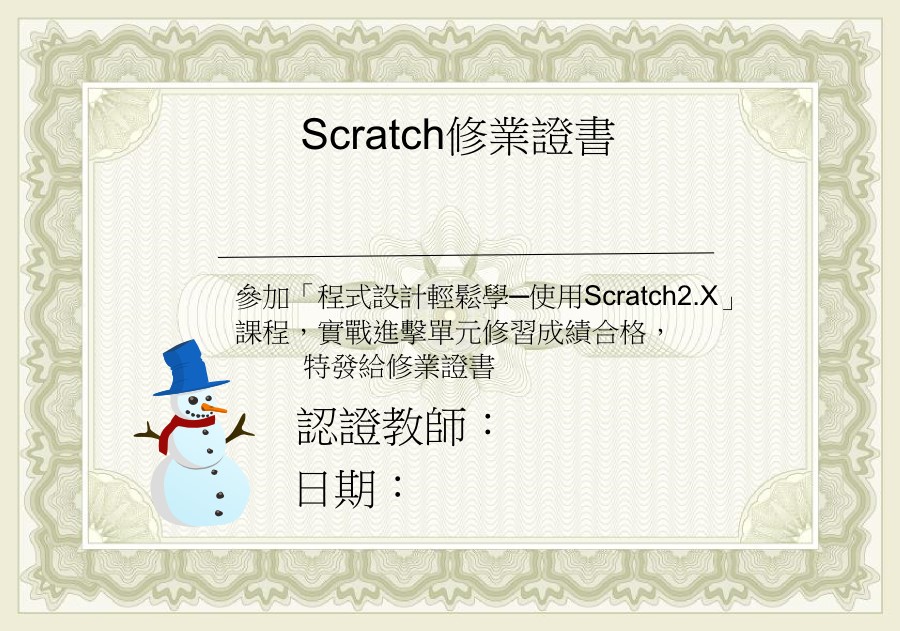 Scratch修業證書
參加「程式設計輕鬆學─使用Scratch2.X」
課程，實戰進擊單元修習成績合格，
特發給修業證書
認證教師：
日期：